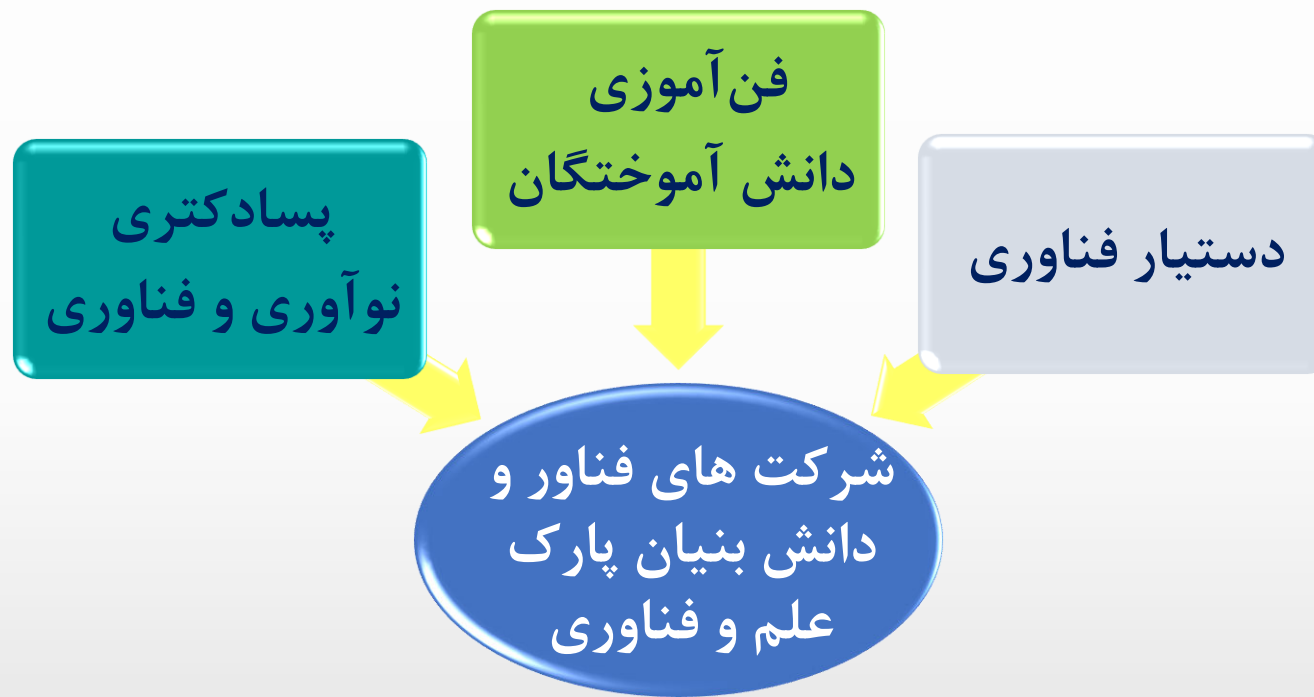 فن‌آموزی
دانش آموختگان
دستیار فناوری
پسادکتری
نوآوری و فناوری
شرکت های فناور و
دانش بنیان پارک
علم و فناوری